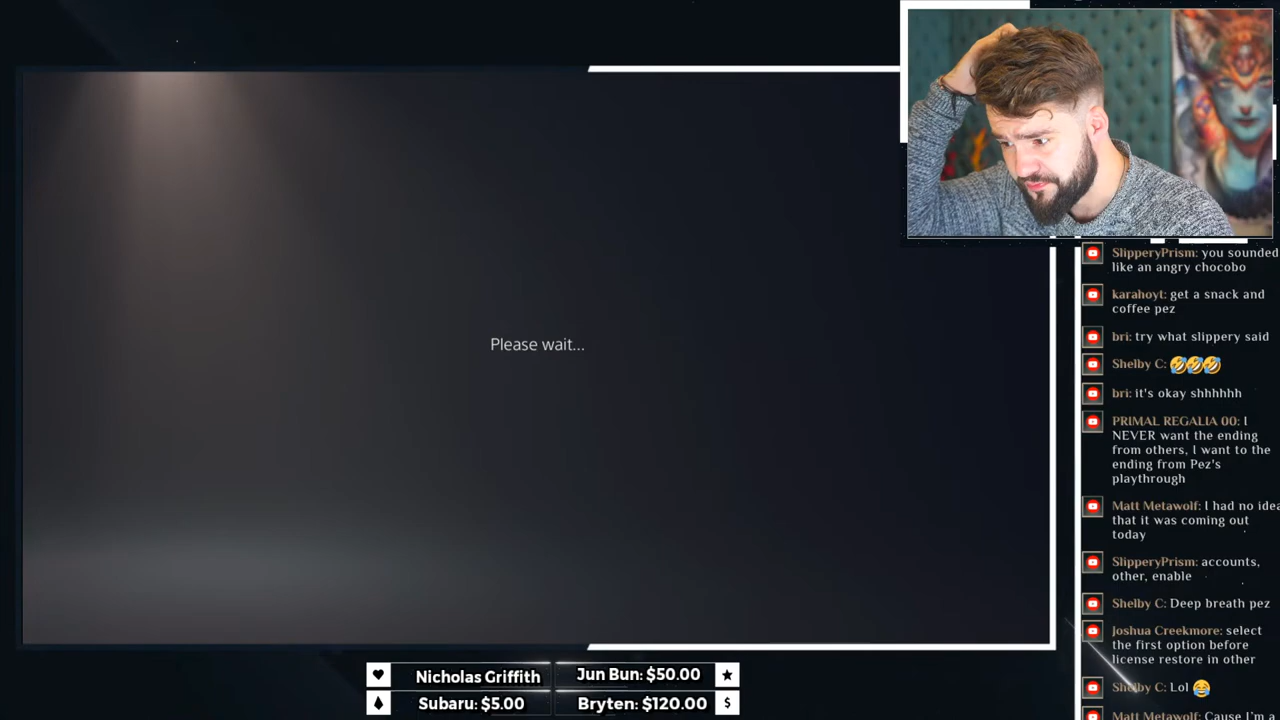 Please wait...
SlipperyPrism: you sounded
like an angry chocobo
karahoyt: get a snack and
coffee pez
bri: try what slippery said
Shelby C: 🤣🤣🤣
bri: it's okay shhhhhh
PRIMAL REGALIA 00: I
NEVER want the ending
from others, I want to the
ending from Pez's
playthrough
Matt Metawolf: I had no idea
that it was coming out
today
SlipperyPrism: accounts,
other, enable
Shelby C: Deep breath pez
Joshua Creekmore: select
the first option before
license restore in other
Shelby C: Lol 😂
Matt Metawolf: Cause I'm a
Nicholas Griffith
Jun Bun: $50.00
Subaru: $5.00
Bryten: $120.00
$